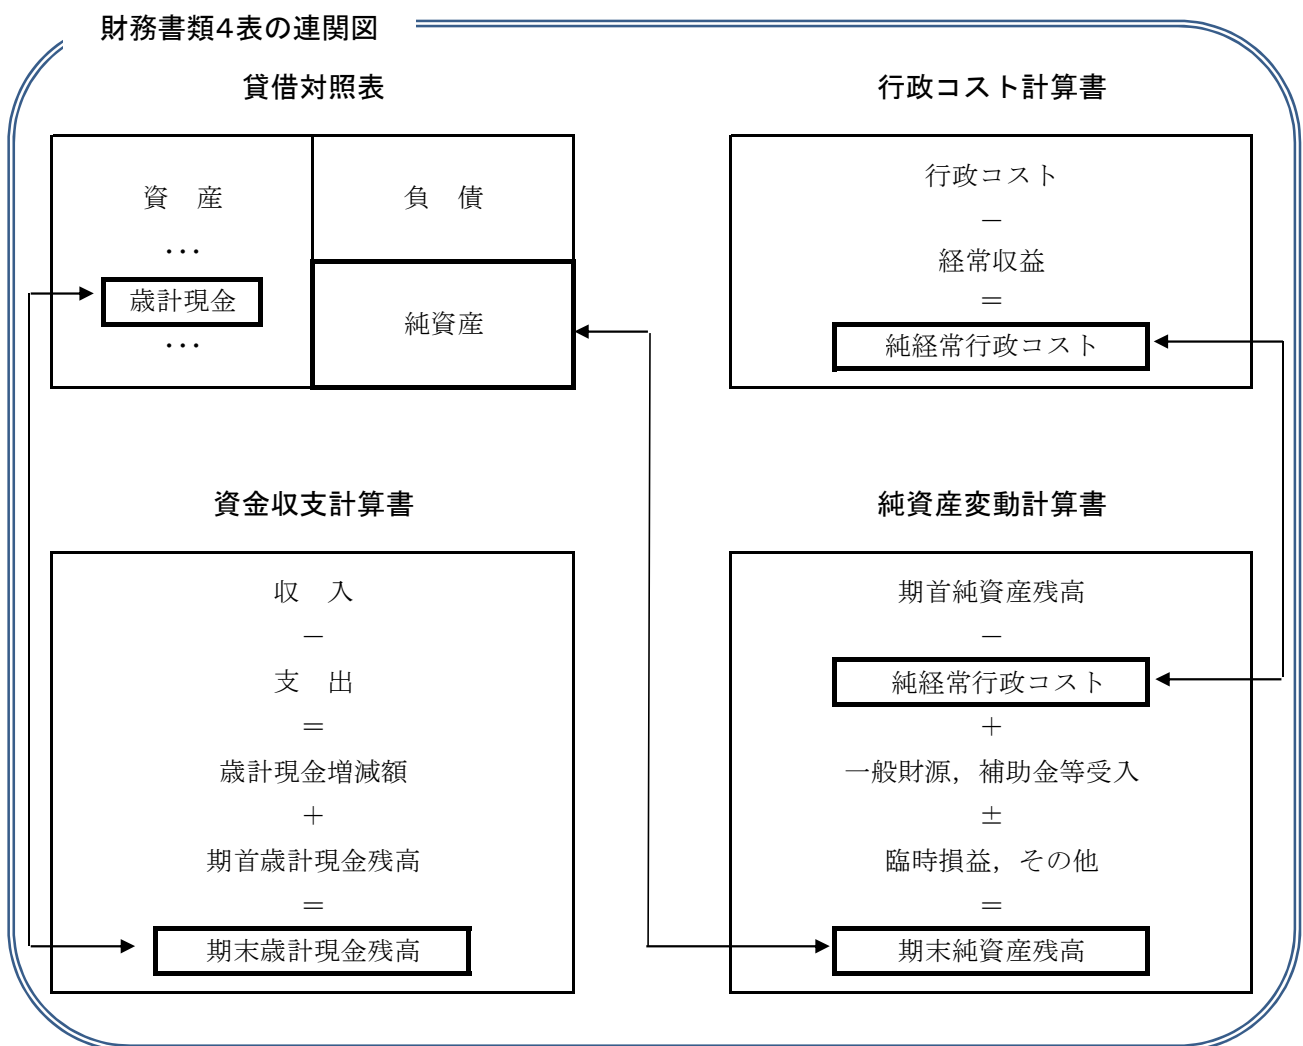 財務書類4表の連関図
貸借対照表
資　産
…
歳計現金
…
負　債
純資産
行政コスト計算書
行政コスト
－
経常収益
＝
純経常行政コスト
資金収支計算書
収　入
－
支　出
＝
歳計現金増減額
＋
期首歳計現金残高
＝
期末歳計現金残高
純資産変動計算書
期首純資産残高
－
純経常行政コスト
＋
一般財源，補助金等受入
±
臨時損益，その他
＝
期末純資産残高